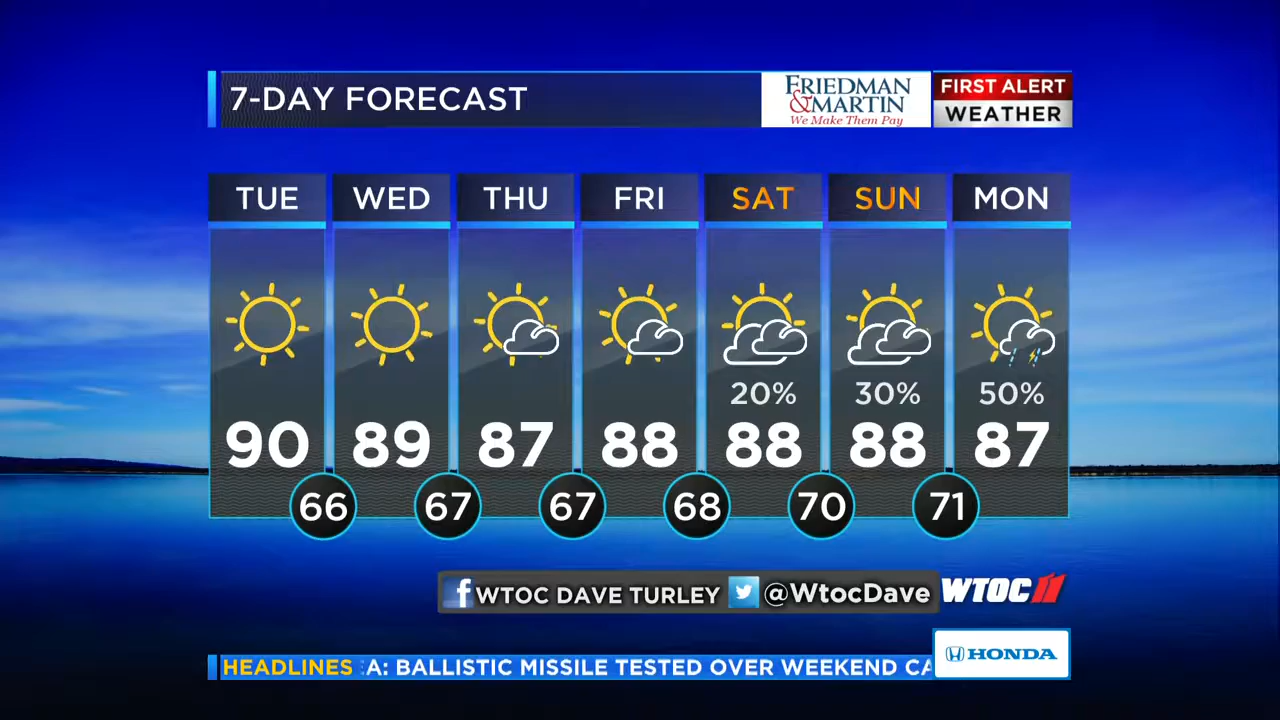 7-DAY FORECAST
FRIEDMAN
&MARTIN
We Make Them Pay
FIRST ALERT
WEATHER
TUE WED THU FRI SAT SUN MON
20% 30% 50%
90 89 87 88 88 88 87
66 67 67 68 70 71
f WTOC DAVE TURLEY @WtocDave WTOC 11
HEADLINES A: BALLISTIC MISSILE TESTED OVER WEEKEND CA
HONDA